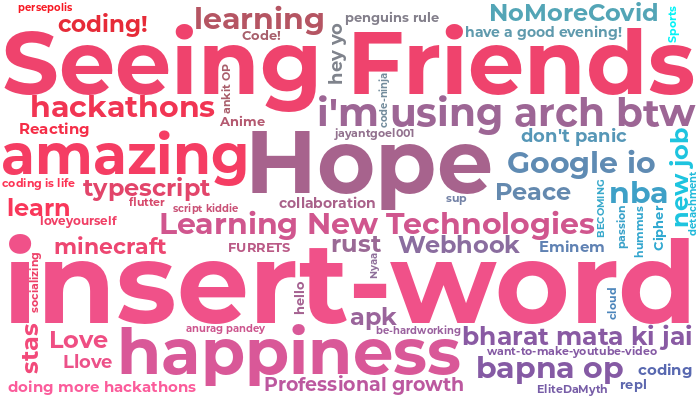 persepolis
coding!
learning
penguins rule
NoMoreCovid
Sports
Code!
hey yo
have a good evening!
Seeing Friends
ankit OP
code-ninja
hackathons
i'm using arch btw
Reacting
Anime
jayantgoel001
don't panic
new job
amazing
Hope
Google io
coding is life
typescript
Peace
nba
detachment
learn
flutter
script kiddie
collaboration
sup
BECOMING
passion
hummus
Cipher
loveyourself
Learning New Technologies
minecraft
FURRETS
rust
Webhook
Eminem
Nyaa
socializing
insert-word
hello
cloud
stas
anurag pandey
apk
be-hardworking
Love
happiness
bharat mata ki jai
Llove
want-to-make-youtube-video
bapna op
coding
doing more hackathons
Professional growth
EliteDaMyth
repl